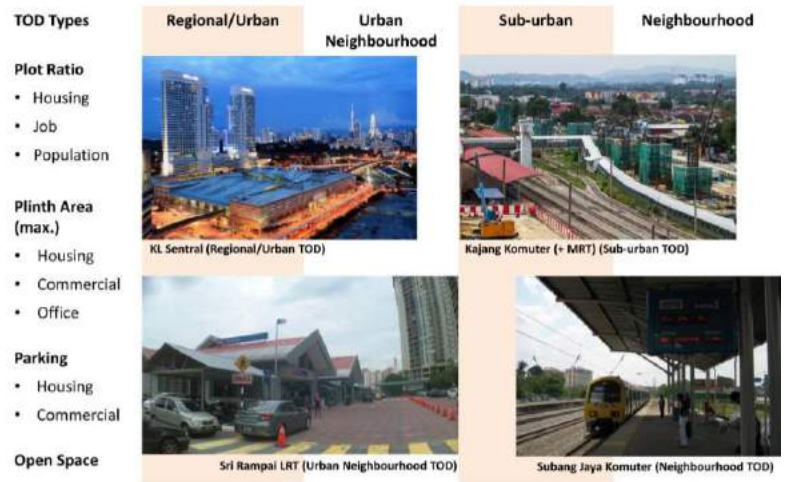 TOD Types
Regional/Urban
Urban
Neighbourhood
Sub-urban
Neighbourhood
Plot Ratio
• Housing
• Job
• Population
Plinth Area
(max.)
• Housing
• Commercial
• Office
Parking
• Housing
• Commercial
Open Space
KL Sentral (Regional/Urban TOD)
Kajang Komuter (+ MRT) (Sub-urban TOD)
Sri Rampai LRT (Urban Neighbourhood TOD)
Subang Jaya Komuter (Neighbourhood TOD)